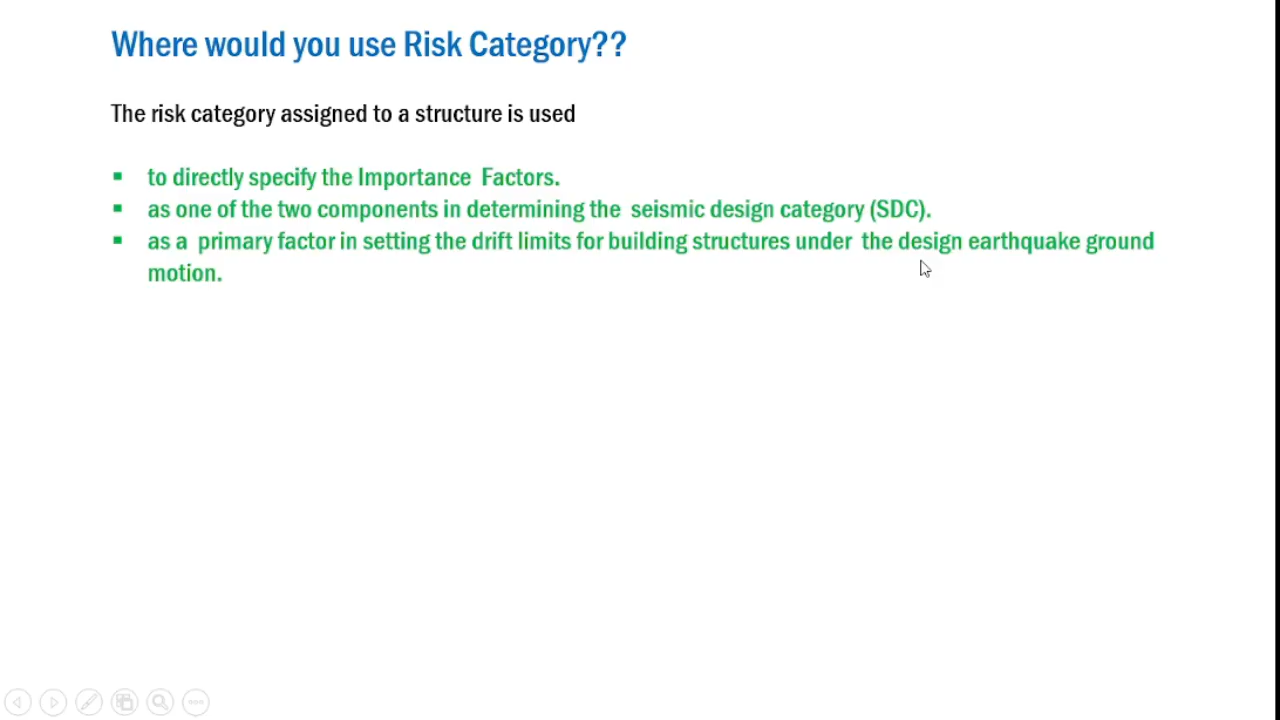 Where would you use Risk Category??
The risk category assigned to a structure is used
▪ to directly specify the Importance Factors.
▪ as one of the two components in determining the seismic design category (SDC).
▪ as a primary factor in setting the drift limits for building structures under the design earthquake ground
motion.